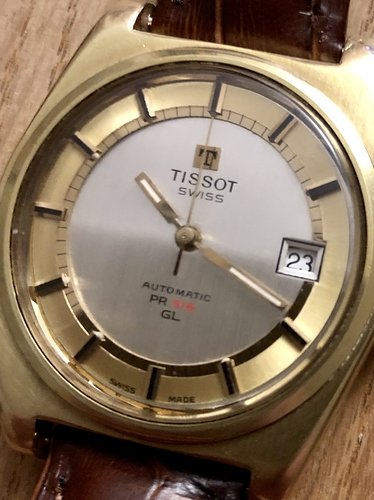 T
TISSOT
SWISS
23
AUTOMATIC
PR 516
GL
SWISS MADE